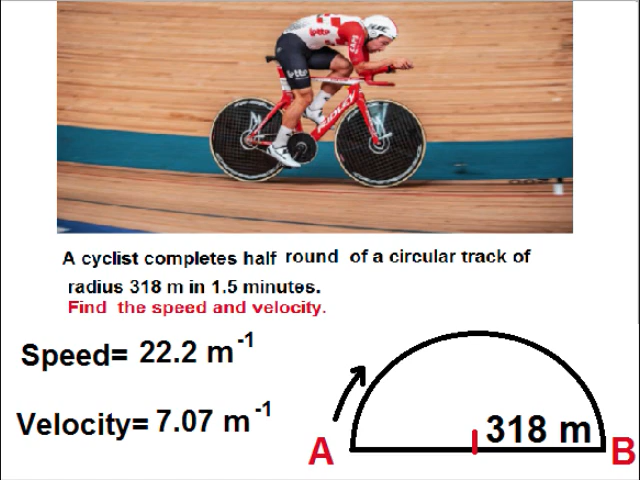 RIDLEY
A cyclist completes half round of a circular track of
radius 318 m in 1.5 minutes.
Find the speed and velocity.
Speed= 22.2 m-1
Velocity= 7.07 m-1
318 m
A
B